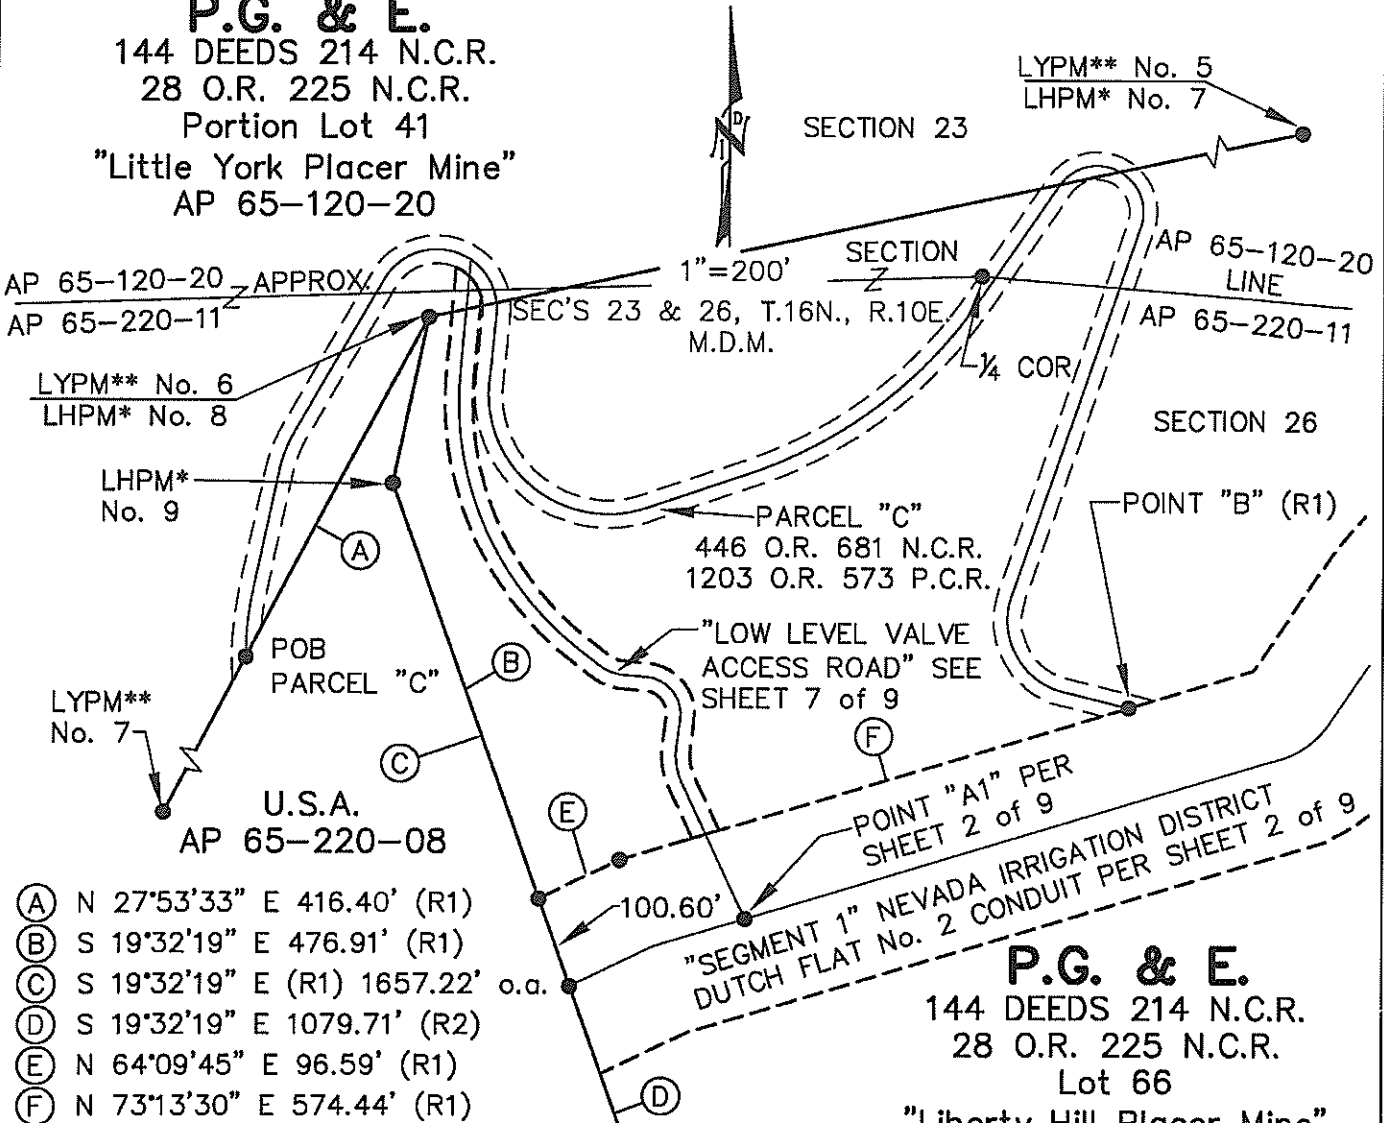 P.G. & E.
144 DEEDS 214 N.C.R.
28 O.R. 225 N.C.R.
Portion Lot 41
"Little York Placer Mine"
AP 65-120-20
LYPM** No. 5
LHPM* No. 7
SECTION 23
AP 65-120-20
APPROX.
SECTION
LINE
AP 65-120-20
AP 65-220-11
AP 65-220-11
1"=200'
SEC'S 23 & 26, T.16N., R.10E.
M.D.M.
1/4 COR
LYPM** No. 6
LHPM* No. 8
SECTION 26
LHPM*
No. 9
POINT "B" (R1)
PARCEL "C"
446 O.R. 681 N.C.R.
1203 O.R. 573 P.C.R.
A
"LOW LEVEL VALVE
ACCESS ROAD" SEE
SHEET 7 of 9
POB
PARCEL "C"
B
LYPM**
No. 7
C
F
U.S.A.
AP 65-220-08
E
POINT "A1" PER
SHEET 2 of 9
100.60'
"SEGMENT 1" NEVADA IRRIGATION DISTRICT
DUTCH FLAT No. 2 CONDUIT PER SHEET 2 of 9
A N 27°53'33" E 416.40' (R1)
B S 19°32'19" E 476.91' (R1)
C S 19°32'19" E (R1) 1657.22' o.a.
D S 19°32'19" E 1079.71' (R2)
E N 64°09'45" E 96.59' (R1)
F N 73°13'30" E 574.44' (R1)
D
P.G. & E.
144 DEEDS 214 N.C.R.
28 O.R. 225 N.C.R.
Lot 66
"Liberty Hill Placer Mine"